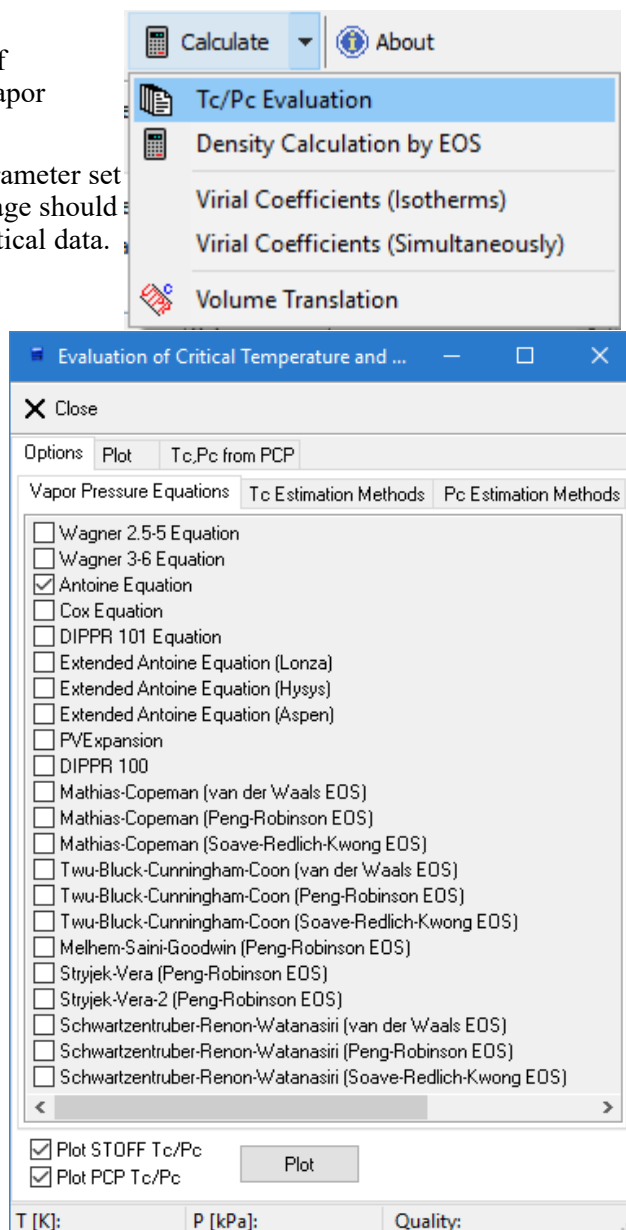 f
apor
rameter set
age should
tical data.
Calculate
About
Tc/Pc Evaluation
Density Calculation by EOS
Virial Coefficients (Isotherms)
Virial Coefficients (Simultaneously)
Volume Translation
Evaluation of Critical Temperature and ...
Close
Options Plot Tc,Pc from PCP
Vapor Pressure Equations Tc Estimation Methods Pc Estimation Methods
Wagner 2.5-5 Equation
Wagner 3-6 Equation
Antoine Equation
Cox Equation
DIPPR 101 Equation
Extended Antoine Equation (Lonza)
Extended Antoine Equation (Hysys)
Extended Antoine Equation (Aspen)
PVExpansion
DIPPR 100
Mathias-Copeman (van der Waals EOS)
Mathias-Copeman (Peng-Robinson EOS)
Mathias-Copeman (Soave-Redlich-Kwong EOS)
Twu-Bluck-Cunningham-Coon (van der Waals EOS)
Twu-Bluck-Cunningham-Coon (Peng-Robinson EOS)
Twu-Bluck-Cunningham-Coon (Soave-Redlich-Kwong EOS)
Melhem-Saini-Goodwin (Peng-Robinson EOS)
Stryjek-Vera (Peng-Robinson EOS)
Stryjek-Vera-2 (Peng-Robinson EOS)
Schwartzentruber-Renon-Watanasiri (van der Waals EOS)
Schwartzentruber-Renon-Watanasiri (Peng-Robinson EOS)
Schwartzentruber-Renon-Watanasiri (Soave-Redlich-Kwong EOS)
Plot STOFF Tc/Pc
Plot PCP Tc/Pc
Plot
T [K]: P [kPa]: Quality: